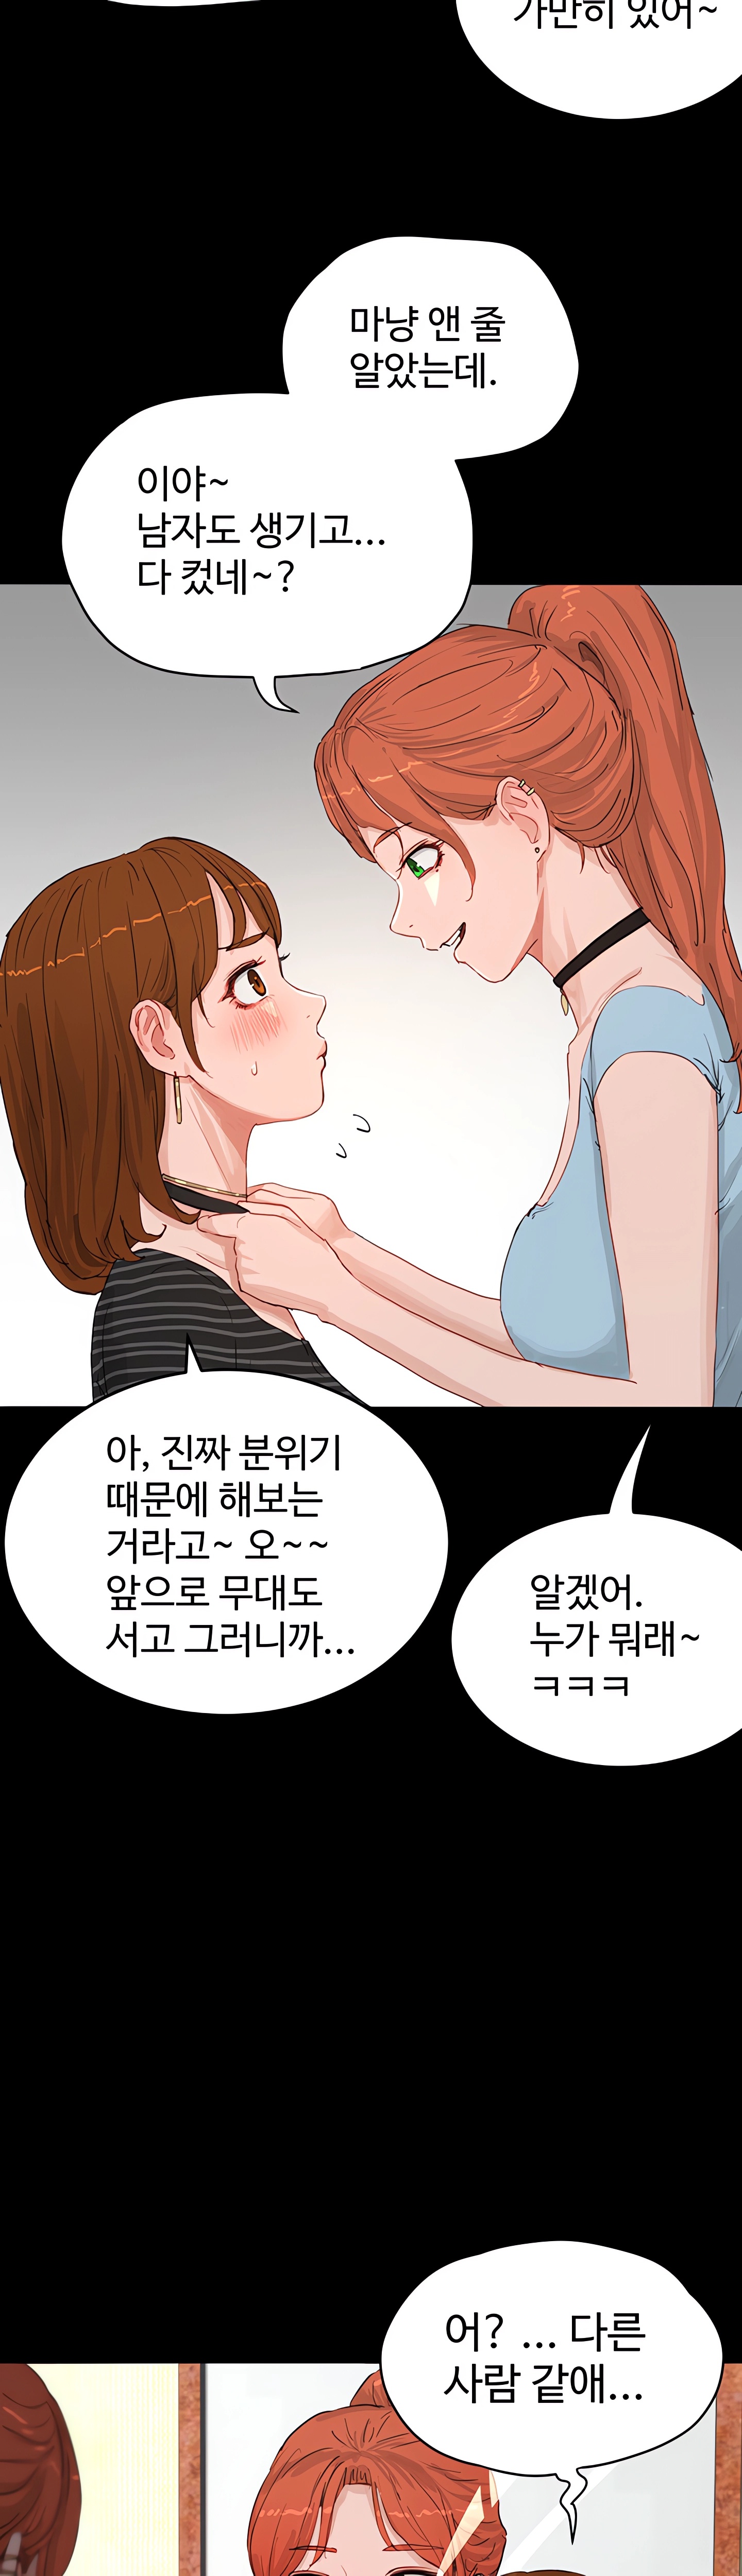 가만히 있어~
마냥 앤 줄
알았는데.
이야~
남자도 생기고...
다 컸네~?
아, 진짜 분위기
때문에 해보는
거라고~ 오~~
앞으로 무대도
서고 그러니까...
알겠어.
누가 뭐래~
ㅋㅋㅋ
어? ... 다른
사람 같애...